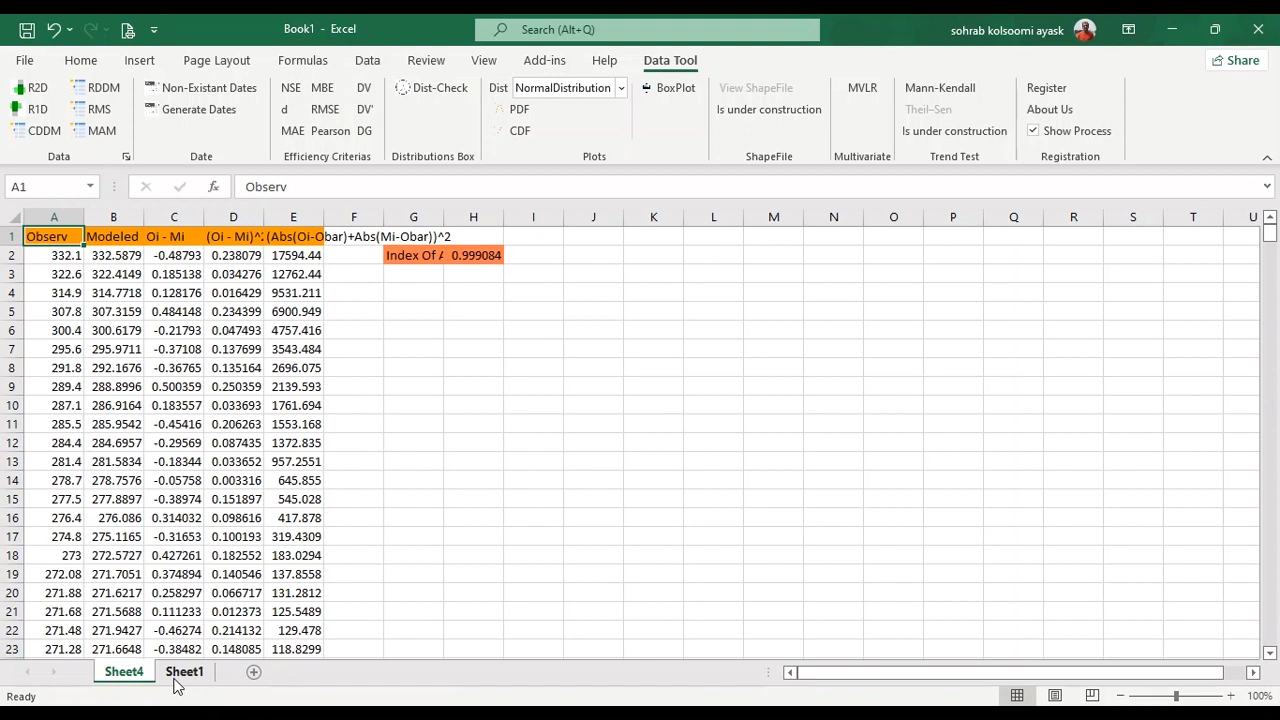 Book1 - Excel
Search (Alt+Q)
sohrab kolsoomi ayask
File Home Insert Page Layout Formulas Data Review View Add-ins Help Data Tool Share
R2D RDDM Non-Existant Dates NSE MBE DV Dist-Check Dist NormalDistribution BoxPlot View ShapeFile MVLR Mann-Kendall Register
R1D RMS Generate Dates d RMSE DV' PDF Is under construction Theil–Sen About Us
CDDM MAM MAE Pearson DG CDF Is under construction Show Process
Data Date Efficiency Criterias Distributions Box Plots ShapeFile Multivariate Trend Test Registration
A1 fx Observ
A B C D E F G H I J K L M N O P Q R S T U
1 Observ Modeled Oi - Mi (Oi - Mi)^2 (Abs(Oi-Obar)+Abs(Mi-Obar))^2
2 332.1 332.5879 -0.48793 0.238079 17594.44 Index Of A 0.999084
3 322.6 322.4149 0.185138 0.034276 12762.44
4 314.9 314.7718 0.128176 0.016429 9531.211
5 307.8 307.3159 0.484148 0.234399 6900.949
6 300.4 300.6179 -0.21793 0.047493 4757.416
7 295.6 295.9711 -0.37108 0.137699 3543.484
8 291.8 292.1676 -0.36765 0.135164 2696.075
9 289.4 288.8996 0.500359 0.250359 2139.593
10 287.1 286.9164 0.183557 0.033693 1761.694
11 285.5 285.9542 -0.45416 0.206263 1553.168
12 284.4 284.6957 -0.29569 0.087435 1372.835
13 281.4 281.5834 -0.18344 0.033652 957.2551
14 278.7 278.7576 -0.05758 0.003316 645.855
15 277.5 277.8897 -0.38974 0.151897 545.028
16 276.4 276.086 0.314032 0.098616 417.878
17 274.8 275.1165 -0.31653 0.100193 319.4309
18 273 272.5727 0.427261 0.182552 183.0294
19 272.08 271.7051 0.374894 0.140546 137.8558
20 271.88 271.6217 0.258297 0.066717 131.2812
21 271.68 271.5688 0.111233 0.012373 125.5489
22 271.48 271.9427 -0.46274 0.214132 129.478
23 271.28 271.6648 -0.38482 0.148085 118.8299
Sheet4 Sheet1
Ready 100%